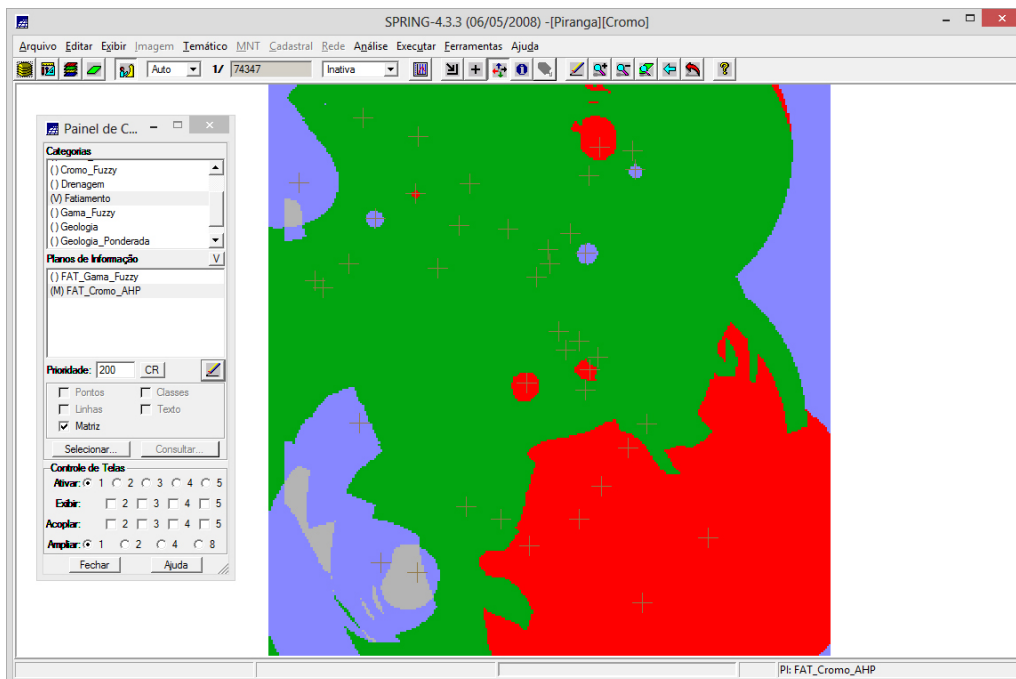 SPRING-4.3.3 (06/05/2008) -[Piranga][Cromo]
Arquivo Editar Exibir Imagem Temático MNT Cadastral Rede Análise Executar Ferramentas Ajuda
Auto 1/ 74347 Inativa
Painel de C...
Categorias
( ) Cromo_Fuzzy
( ) Drenagem
(V) Fatiamento
( ) Gama_Fuzzy
( ) Geologia
( ) Geologia_Ponderada
Planos de Informação V
( ) FAT_Gama_Fuzzy
(M) FAT_Cromo_AHP
Prioridade: 200 CR
Pontos Classes
Linhas Texto
Matriz
Selecionar... Consultar...
Controle de Telas
Ativar: 1 2 3 4 5
Exibir: 2 3 4 5
Acoplar: 2 3 4 5
Ampliar: 1 2 4 8
Fechar Ajuda
PI: FAT_Cromo_AHP